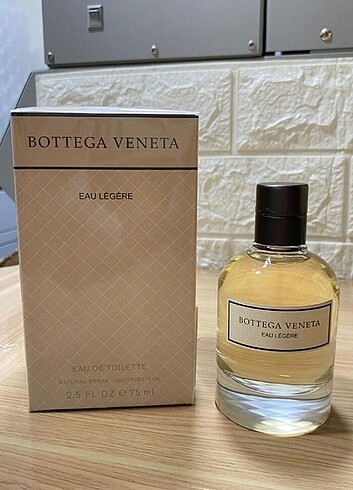 BOTTEGA VENETA
EAU LÉGÈRE
EAU DE TOILETTE
NATURAL SPRAY · VAPORISATEUR
2.5 FL OZ e 75 ml
BOTTEGA VENETA
EAU LÉGÈRE